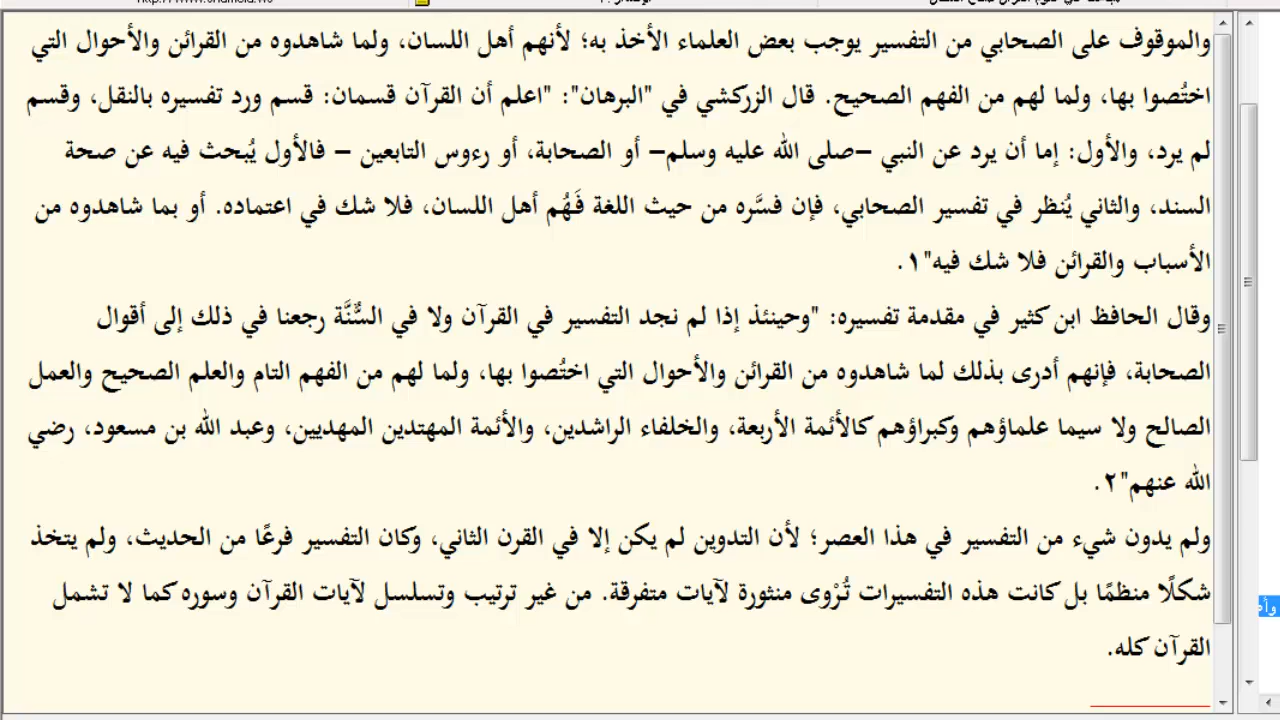 والموقوف على الصحابي من التفسير يوجب بعض العلماء الأخذ به؛ لأنهم أهل اللسان، ولما شاهدوه من القرائن والأحوال التي
اختُصوا بها، ولما لهم من الفهم الصحيح. قال الزركشي في "البرهان": "اعلم أن القرآن قسمان: قسم ورد تفسيره بالنقل، وقسم
لم يرد، والأول: إما أن يرد عن النبي –صلى الله عليه وسلم– أو الصحابة، أو رءوس التابعين – فالأول يُبحث فيه عن صحة
السند، والثاني يُنظر في تفسير الصحابي، فإن فسَّره من حيث اللغة فَهُم أهل اللسان، فلا شك في اعتماده. أو بما شاهدوه من
الأسباب والقرائن فلا شك فيه"١.
وقال الحافظ ابن كثير في مقدمة تفسيره: "وحينئذ إذا لم نجد التفسير في القرآن ولا في السُّنَّة رجعنا في ذلك إلى أقوال
الصحابة، فإنهم أدرى بذلك لما شاهدوه من القرائن والأحوال التي اختُصوا بها، ولما لهم من الفهم التام والعلم الصحيح والعمل
الصالح ولا سيما علماؤهم وكبراؤهم كالأئمة الأربعة، والخلفاء الراشدين، والأئمة المهتدين المهديين، وعبد الله بن مسعود، رضي
الله عنهم"٢.
ولم يدون شيء من التفسير في هذا العصر؛ لأن التدوين لم يكن إلا في القرن الثاني، وكان التفسير فرعًا من الحديث، ولم يتخذ
شكلًا منظمًا بل كانت هذه التفسيرات تُرْوى منثورة لآيات متفرقة. من غير ترتيب وتسلسل لآيات القرآن وسوره كما لا تشمل
القرآن كله.